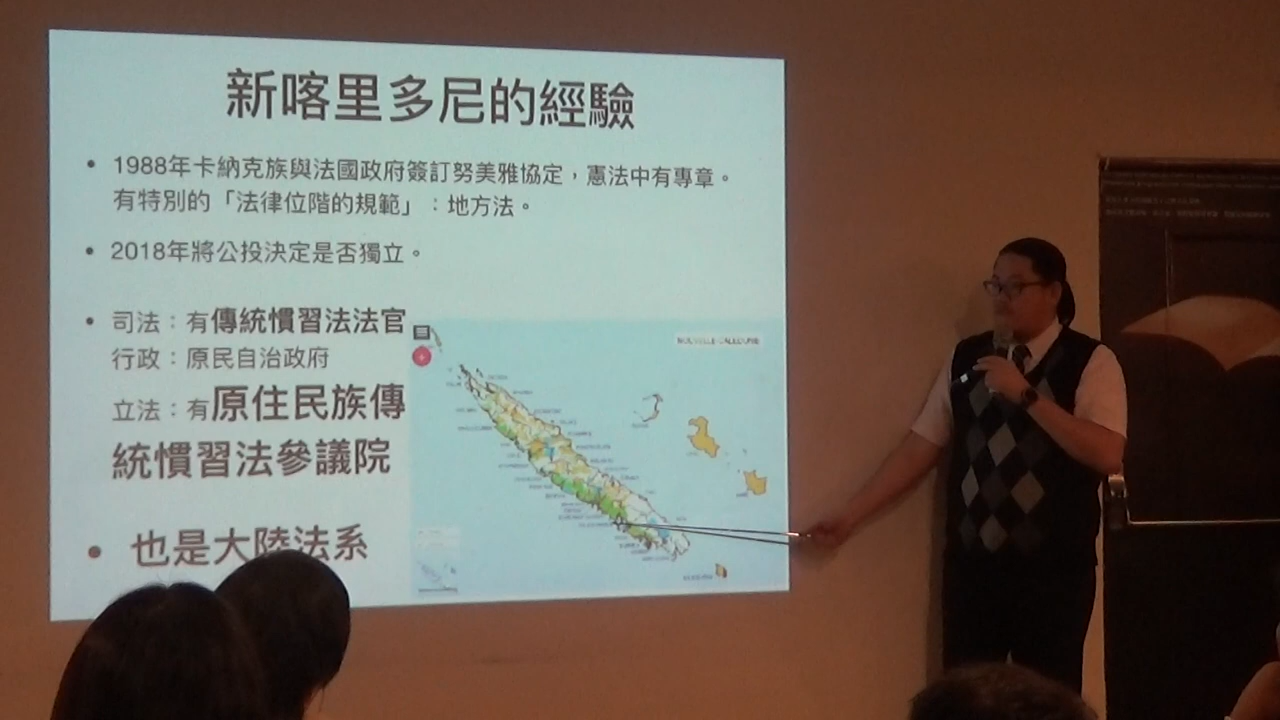 新喀里多尼的經驗
• 1988年卡納克族與法國政府簽訂努美雅協定，憲法中有專章。
有特別的「法律位階的規範」：地方法。
• 2018年將公投決定是否獨立。
• 司法：有傳統慣習法法官
行政：原民自治政府
立法：有原住民族傳
統慣習法參議院
• 也是大陸法系
NOUVELLE-CALEDONIE